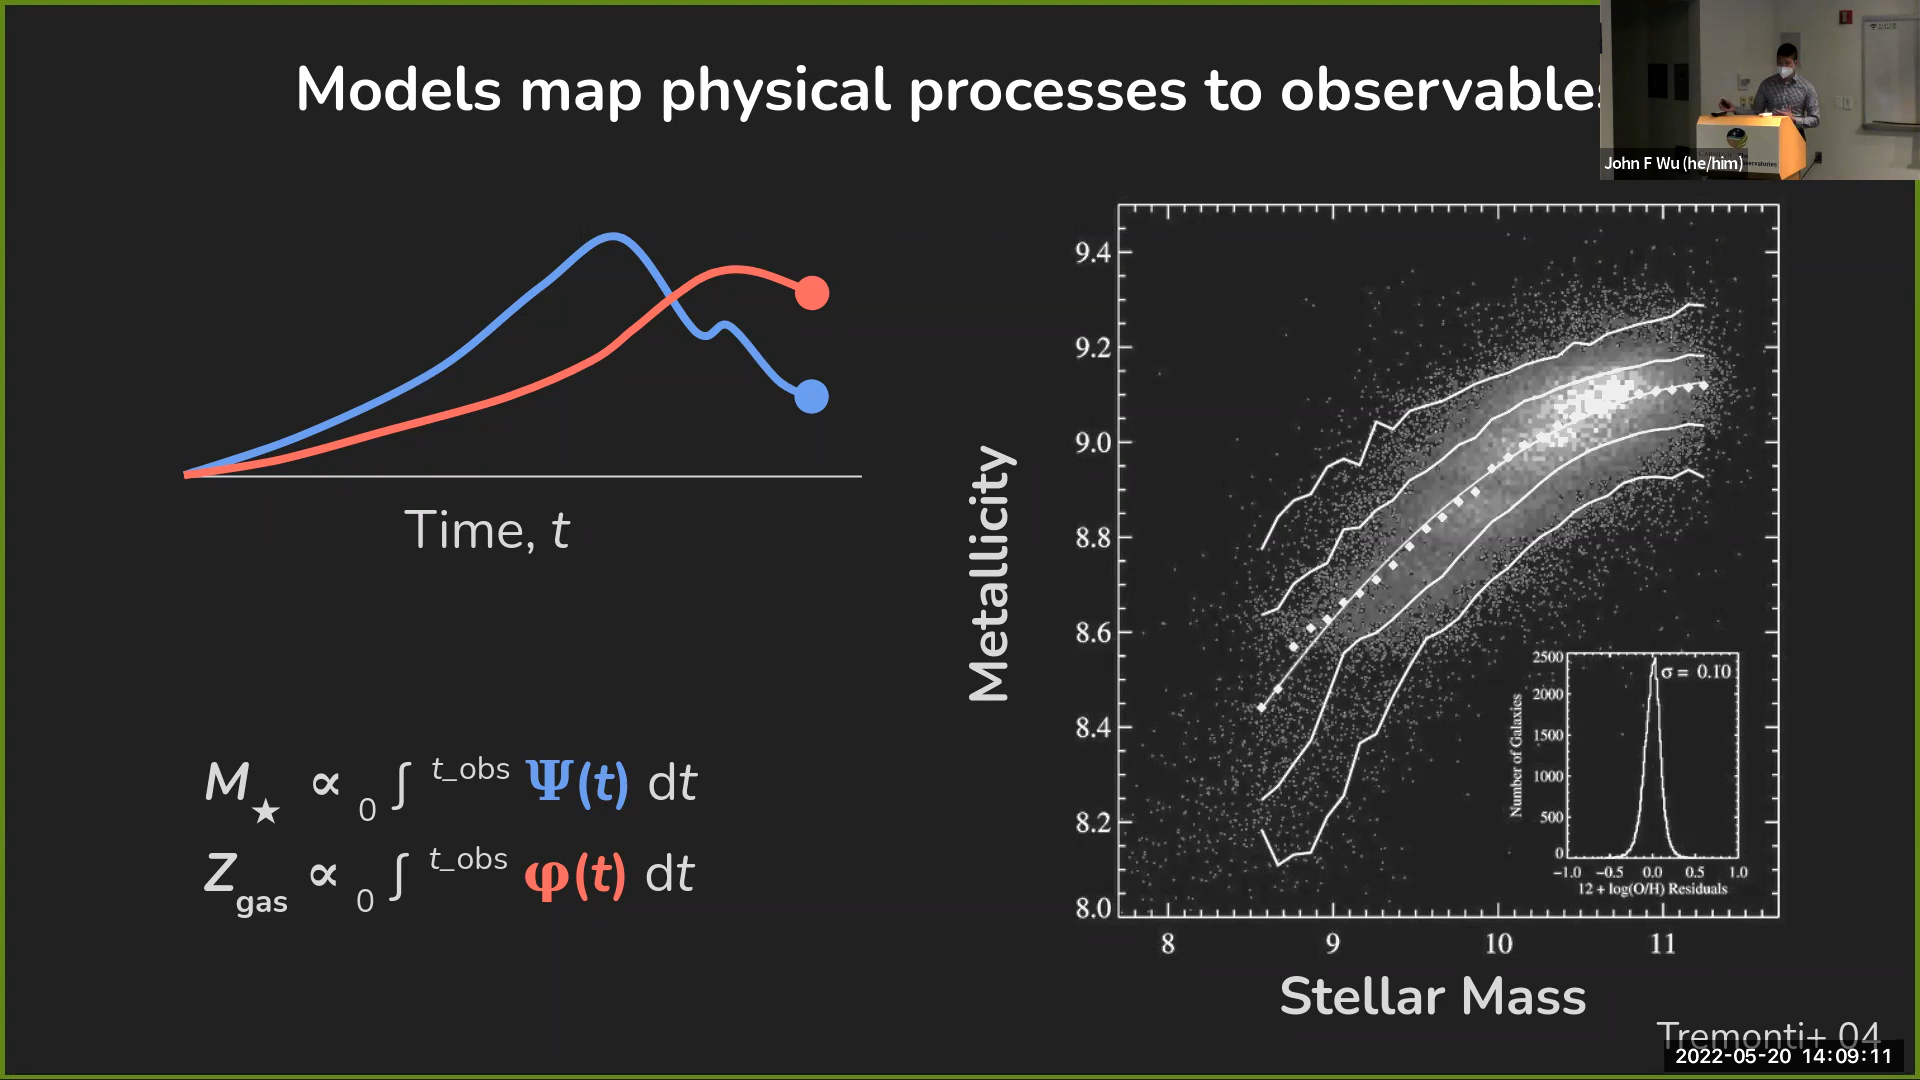 Models map physical processes to observables
John F Wu (he/him)
Time, t
M★ ∝ 0 ∫ t_obs Ψ(t) dt
Zgas ∝ 0 ∫ t_obs φ(t) dt
Metallicity
9.4
9.2
9.0
8.8
8.6
8.4
8.2
8.0
8 9 10 11
Stellar Mass
Number of Galaxies
2500
2000
1500
1000
500
0
σ = 0.10
-1.0 -0.5 0.0 0.5 1.0
12 + log(O/H) Residuals
Tremonti+ 04
2022-05-20 14:09:11